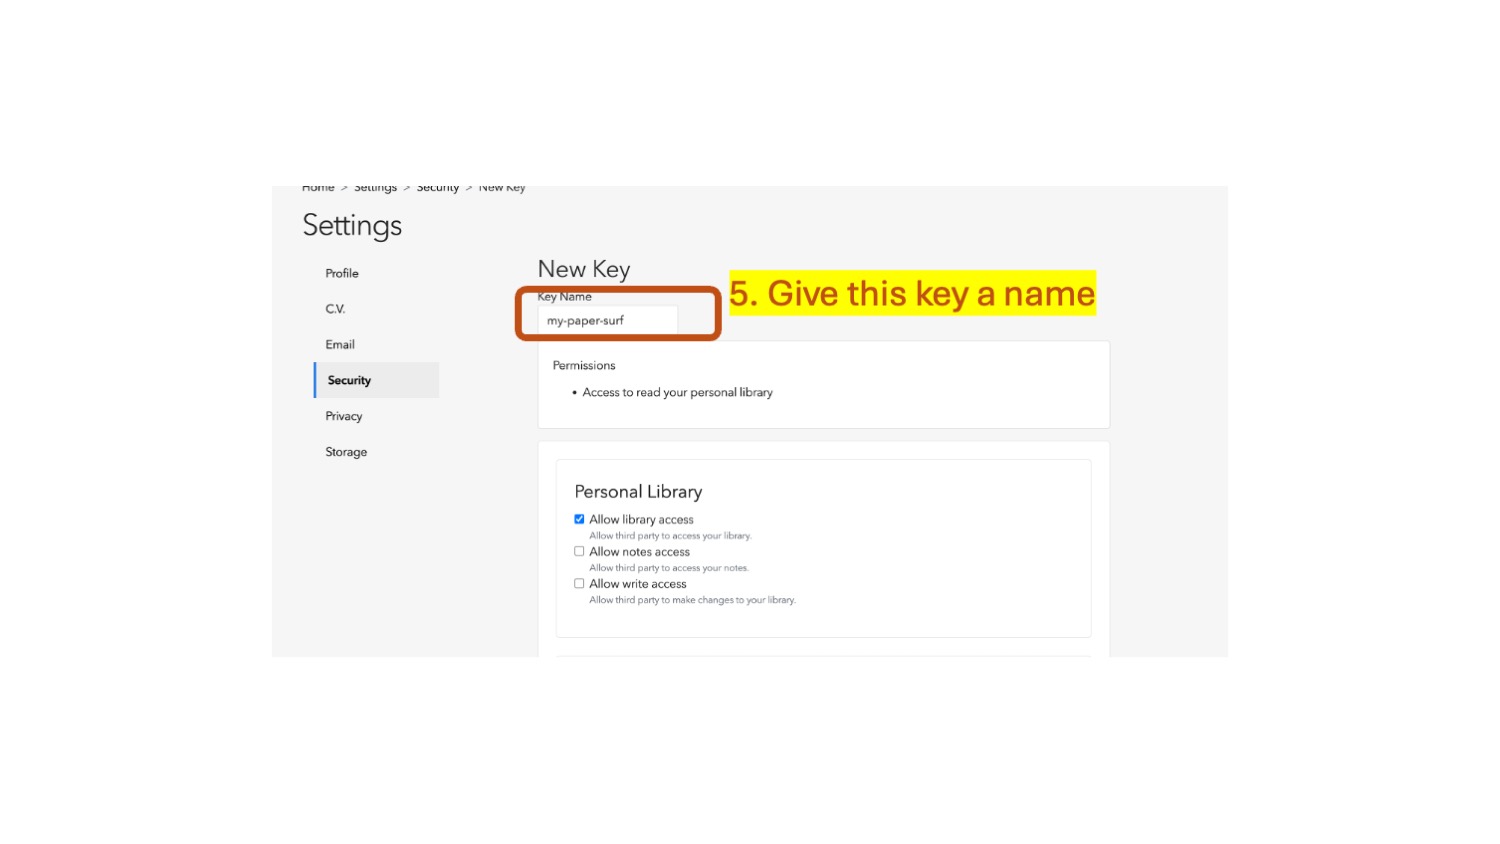 Home > Settings > Security > New Key
Settings
Profile
C.V.
Email
Security
Privacy
Storage
New Key
Key Name
my-paper-surf
5. Give this key a name
Permissions
• Access to read your personal library
Personal Library
Allow library access
Allow third party to access your library.
Allow notes access
Allow third party to access your notes.
Allow write access
Allow third party to make changes to your library.